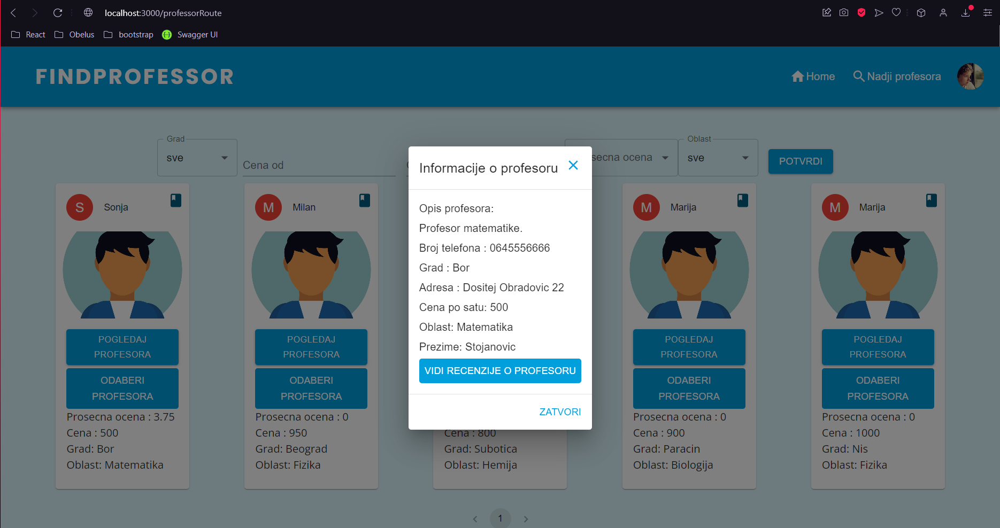 localhost:3000/professorRoute
React
Obelus
bootstrap
Swagger UI
FINDPROFESSOR
Home
Nadji profesora
Grad
sve
Cena od
secna ocena
Oblast
sve
POTVRDI
S
Sonja
POGLEDAJ
PROFESORA
ODABERI
PROFESORA
Prosecna ocena : 3.75
Cena : 500
Grad: Bor
Oblast: Matematika
M
Milan
POGLEDAJ
PROFESORA
ODABERI
PROFESORA
Prosecna ocena : 0
Cena : 950
Grad: Beograd
Oblast: Fizika
Informacije o profesoru
Opis profesora:
Profesor matematike.
Broj telefona : 0645556666
Grad : Bor
Adresa : Dositej Obradovic 22
Cena po satu: 500
Oblast: Matematika
Prezime: Stojanovic
VIDI RECENZIJE O PROFESORU
ZATVORI
Cena : 800
Grad: Subotica
Oblast: Hemija
M
Marija
POGLEDAJ
PROFESORA
ODABERI
PROFESORA
Prosecna ocena : 0
Cena : 900
Grad: Paracin
Oblast: Biologija
M
Marija
POGLEDAJ
PROFESORA
ODABERI
PROFESORA
Prosecna ocena : 0
Cena : 1000
Grad: Nis
Oblast: Fizika
1